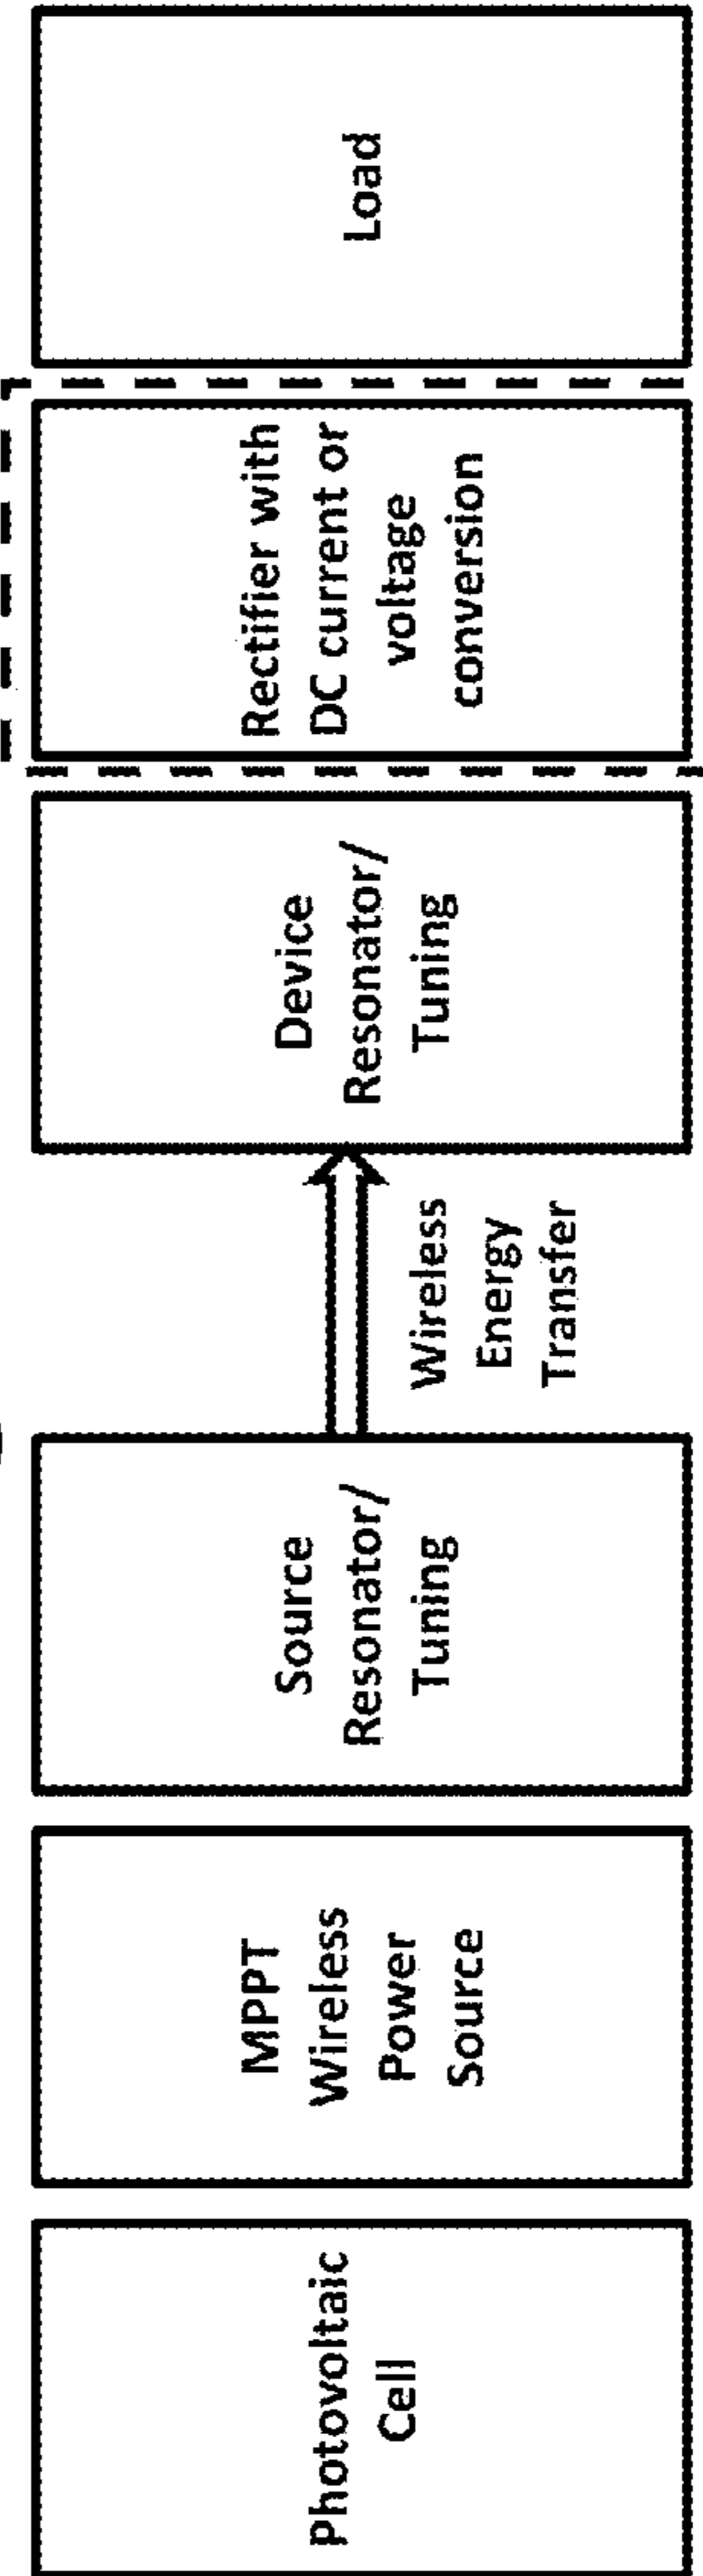 Photovoltaic
Cell
MPPT
Wireless
Power
Source
Source
Resonator/
Tuning
Wireless
Energy
Transfer
Device
Resonator/
Tuning
Rectifier with
DC current or
voltage
conversion
Load